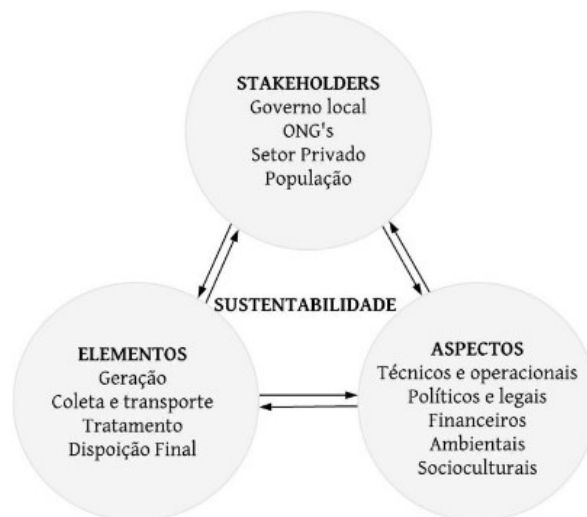 STAKEHOLDERS
Governo local
ONG's
Setor Privado
População
SUSTENTABILIDADE
ELEMENTOS
Geração
Coleta e transporte
Tratamento
Dispoição Final
ASPECTOS
Técnicos e operacionais
Políticos e legais
Financeiros
Ambientais
Socioculturais